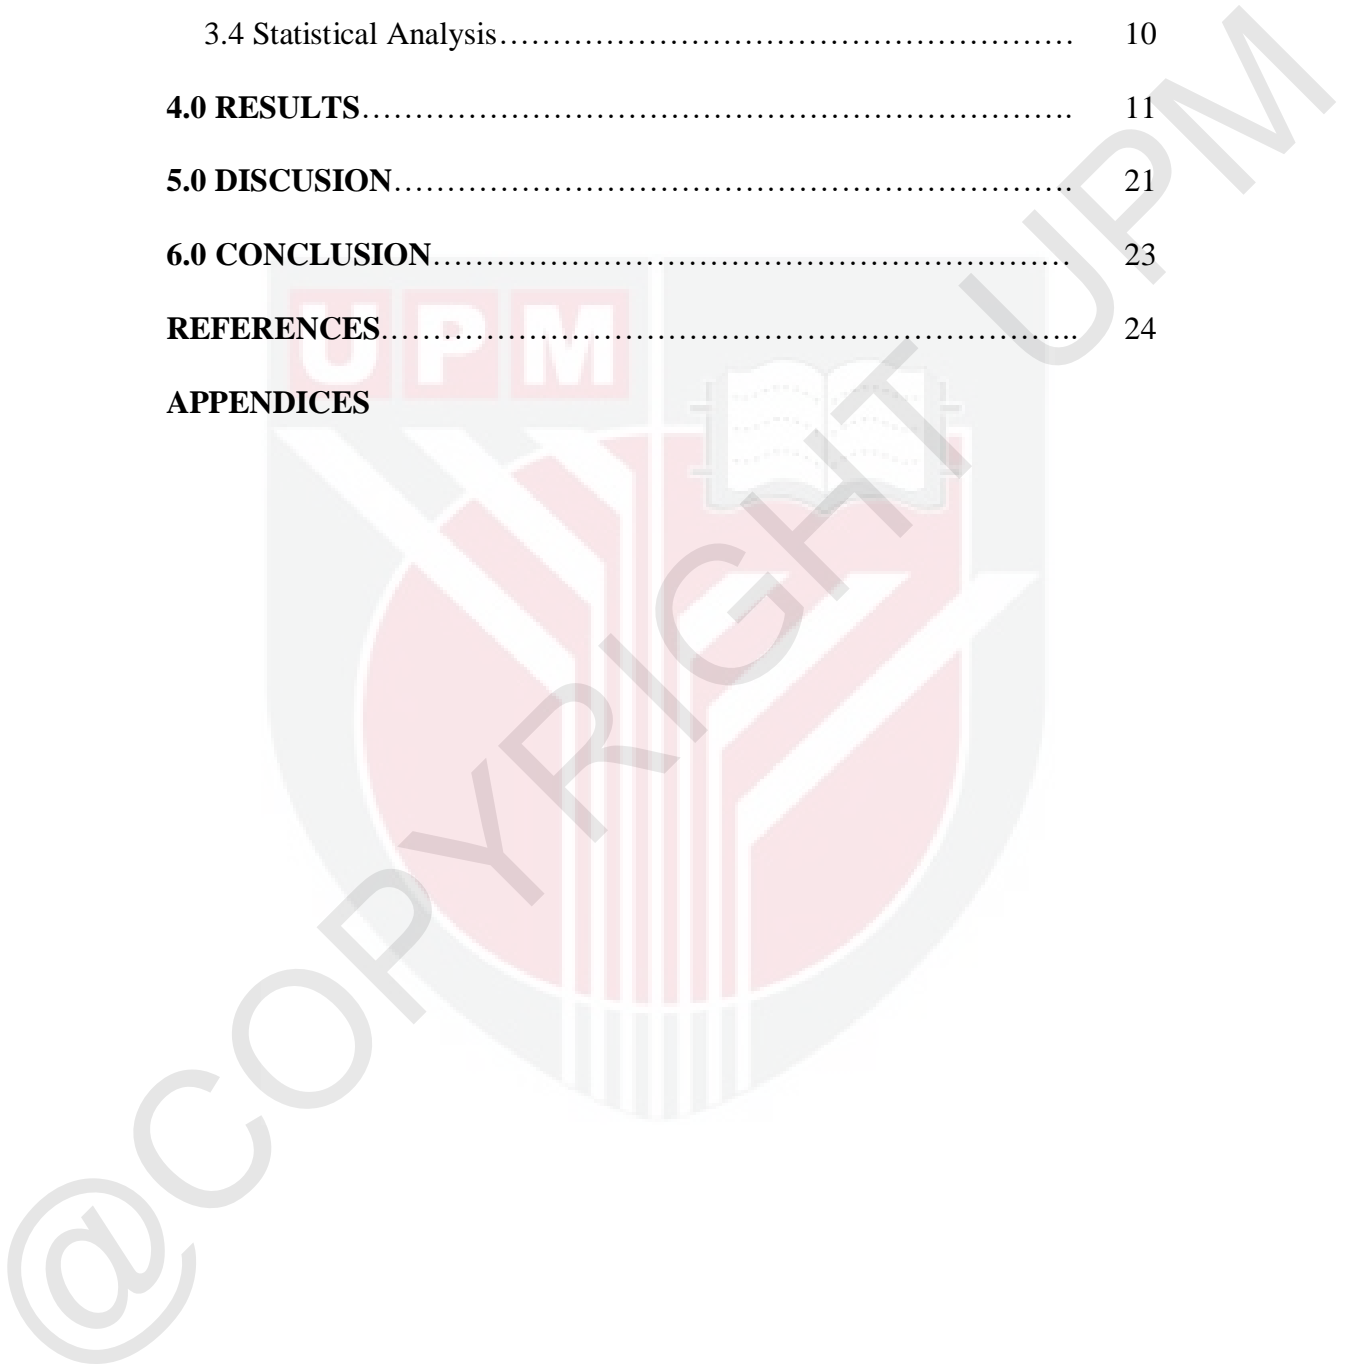 3.4 Statistical Analysis……………………………………………… 10
4.0 RESULTS…………………………………………………………. 11
5.0 DISCUSION………………………………………………………. 21
6.0 CONCLUSION…………………………………………………… 23
REFERENCES……………………………………………………….. 24
APPENDICES
UPM
@COPYRIGHT UPM